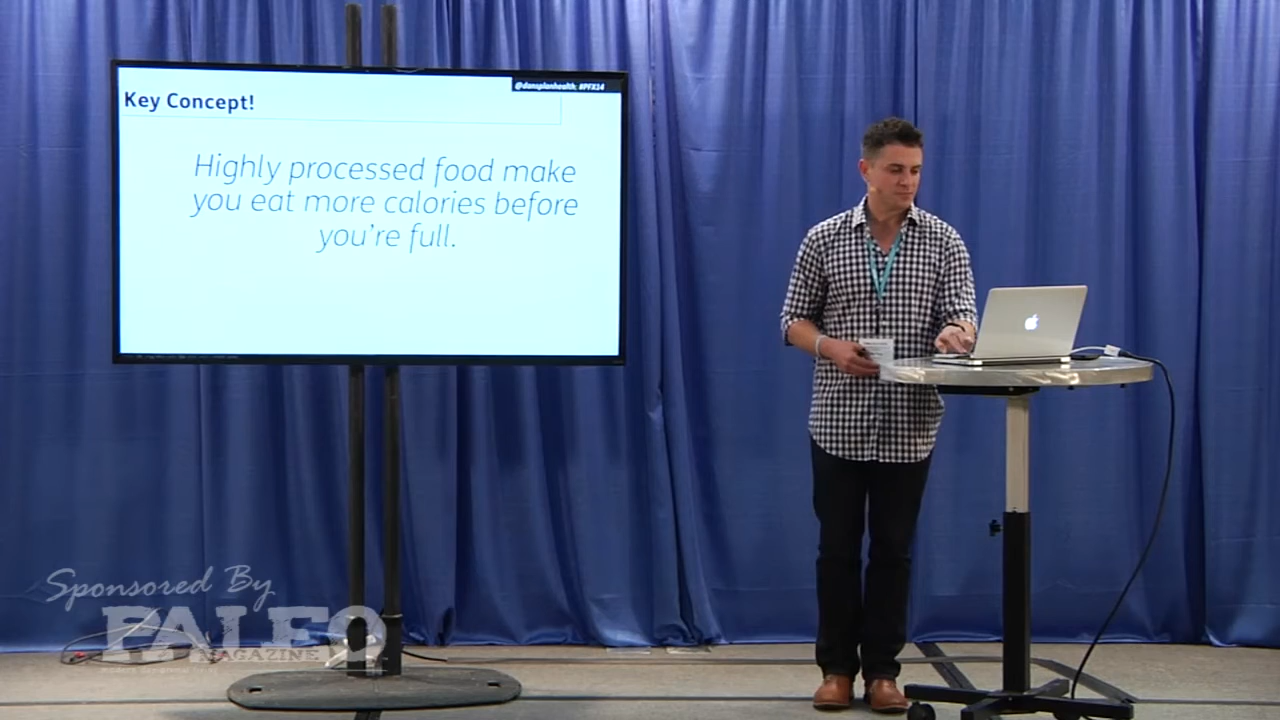 @dansplanhealth; #PFX14
Key Concept!
Highly processed food make
you eat more calories before
you're full.
Sponsored By
PALEO
MAGAZINE